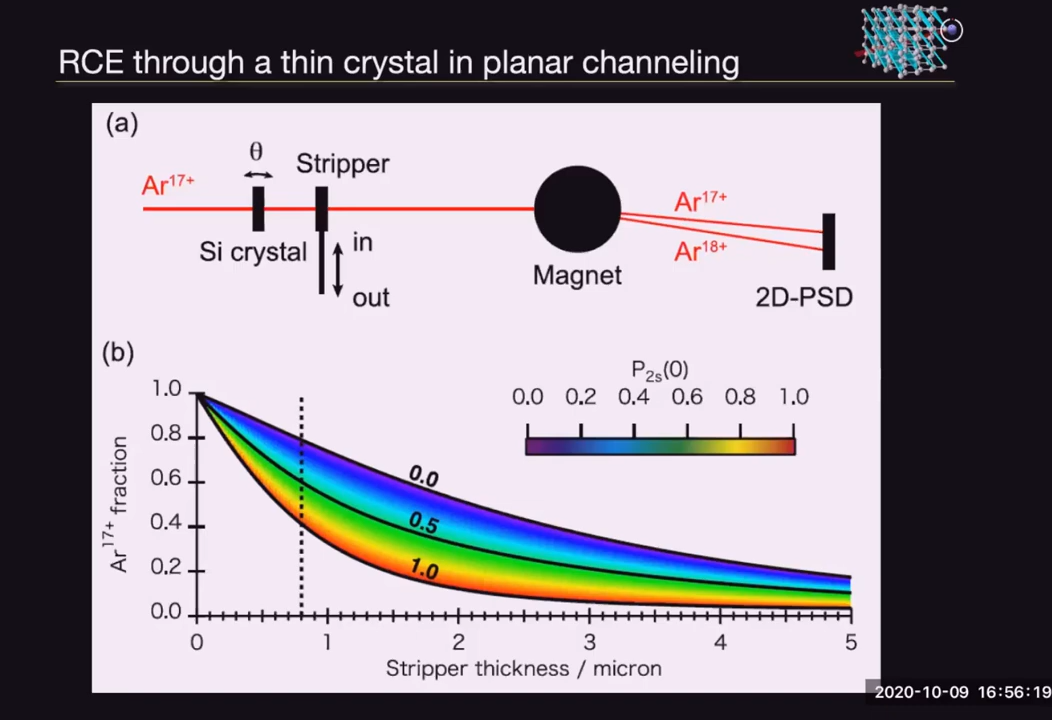 RCE through a thin crystal in planar channeling
(a)
θ
Stripper
Ar17+
Ar17+
in
Si crystal
Ar18+
Magnet
out
2D-PSD
(b)
P2s(0)
0.0 0.2 0.4 0.6 0.8 1.0
1.0
0.8
0.6
0.4
0.2
0.0
Ar17+ fraction
0.0
0.5
1.0
0 1 2 3 4 5
Stripper thickness / micron
2020-10-09 16:56:19